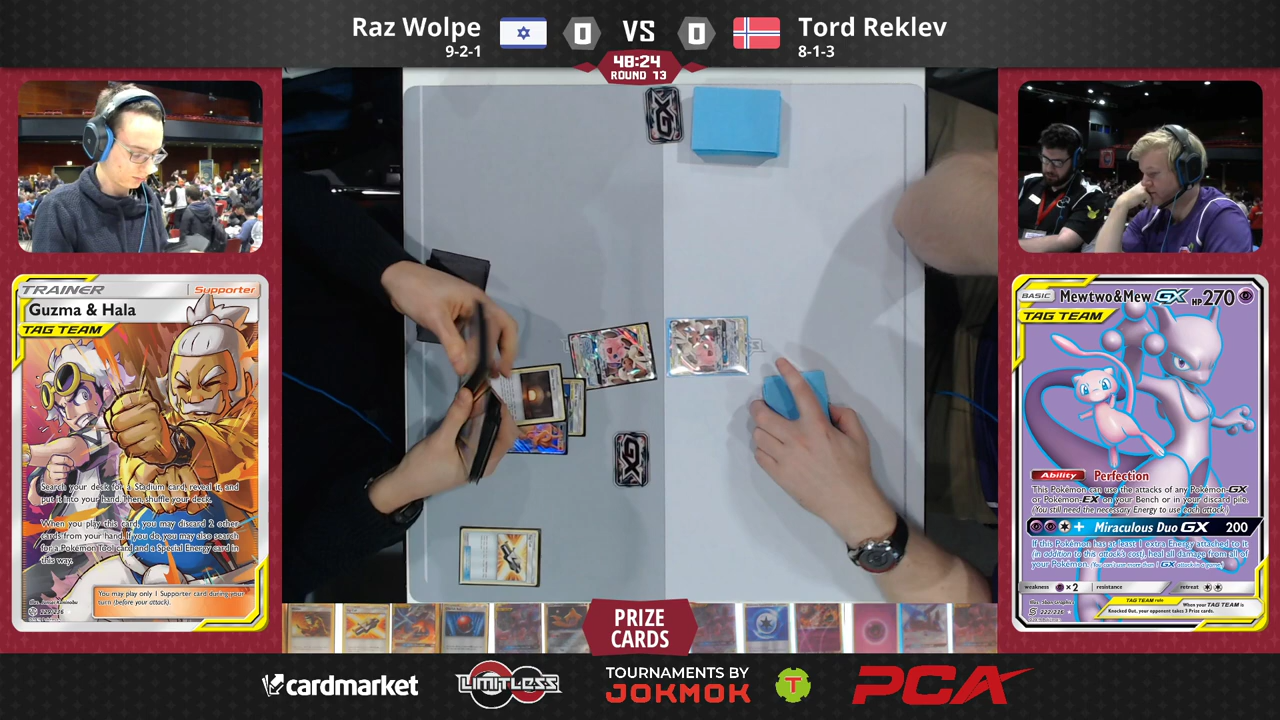 Raz Wolpe
9-2-1
0 VS 0
Tord Reklev
8-1-3
48:24
ROUND 13
TRAINER
Supporter
Guzma & Hala
TAG TEAM
Search your deck for a Stadium card, reveal it, and
put it into your hand. Then, shuffle your deck.
When you play this card, you may discard 2 other
cards from your hand. If you do, you may also search
for a Pokémon Tool card and a Special Energy card in
this way.
You may play only 1 Supporter card during your
turn (before your attack).
GX
GX
BASIC
Mewtwo&Mew GX HP 270
TAG TEAM
Ability Perfection
This Pokémon can use the attacks of any Pokémon-GX
or Pokémon-EX on your Bench or in your discard pile.
(You still need the necessary Energy to use each attack.)
Miraculous Duo GX 200
If this Pokémon has at least 1 extra Energy attached to it
(in addition to this attack's cost), heal all damage from all of
your Pokémon. (You can't use more than 1 GX attack in a game.)
weakness ×2 resistance retreat
TAG TEAM rule
When your TAG TEAM is
Knocked Out, your opponent takes 3 Prize cards.
PRIZE
CARDS
cardmarket
LIMITLESS
TOURNAMENTS BY
JOKMOK
T
PCA